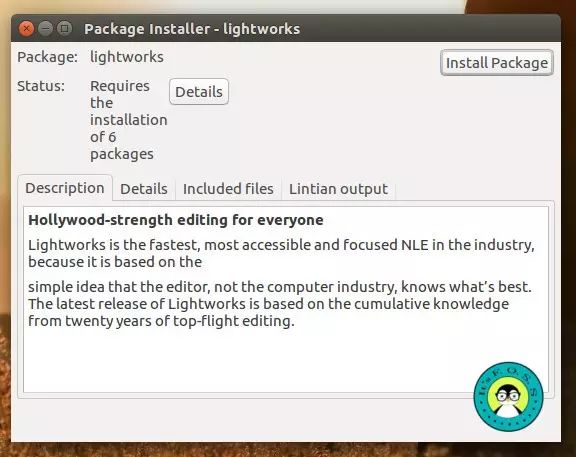 Package Installer - lightworks
Package: lightworks
Install Package
Status: Requires
the
installation
of 6
packages
Details
Description Details Included files Lintian output
Hollywood-strength editing for everyone
Lightworks is the fastest, most accessible and focused NLE in the industry,
because it is based on the
simple idea that the editor, not the computer industry, knows what's best.
The latest release of Lightworks is based on the cumulative knowledge
from twenty years of top-flight editing.
It's F.O.S.S